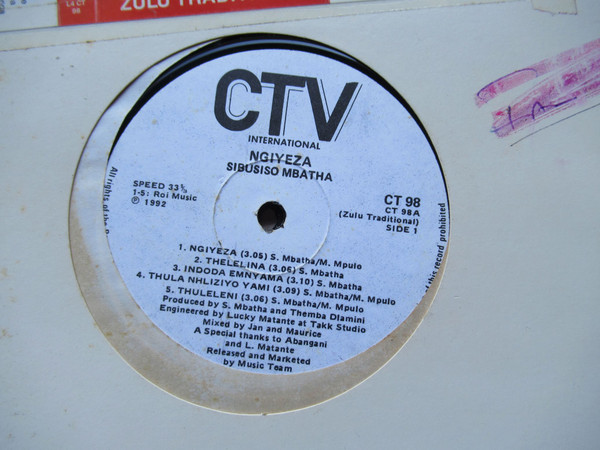 L4 CT
98
ZULU TRADI
CTV
INTERNATIONAL
NGIYEZA
SIBUSISO MBATHA
SPEED 33⅓
1-5: Roi Music
℗ 1992
CT 98
CT 98A
(Zulu Traditional)
SIDE 1
1. NGIYEZA (3.05) S. Mbatha/M. Mpulo
2. THELELINA (3.06) S. Mbatha
3. INDODA EMNYAMA (3.10) S. Mbatha
4. THULA NHLIZIYO YAMI (3.09) S. Mbatha/M. Mpulo
5. THULELENI (3.06) S. Mbatha/M. Mpulo
Produced by S. Mbatha and Themba Dlamini
Engineered by Lucky Matante at Takk Studio
Mixed by Jan and Maurice
A Special thanks to Abangani
and L. Matante
Released and Marketed
by Music Team
All rights of the
of this record prohibited